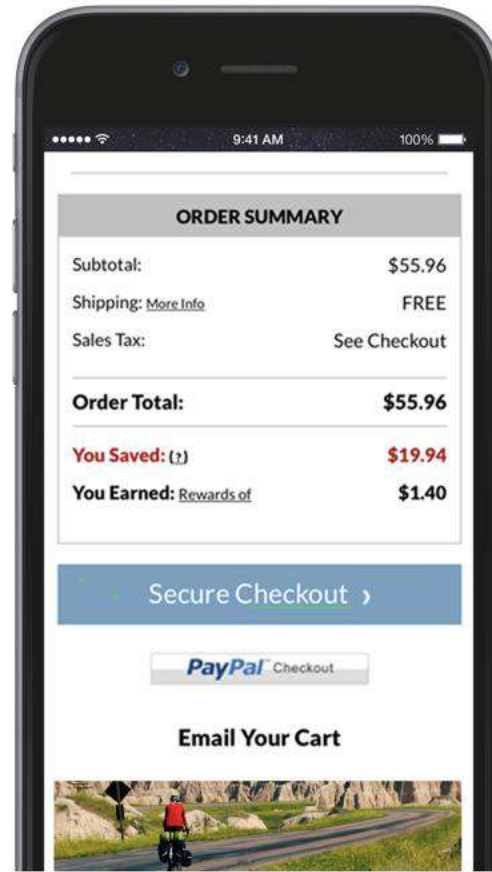 9:41 AM 100%
ORDER SUMMARY
Subtotal: $55.96
Shipping: More Info FREE
Sales Tax: See Checkout
Order Total: $55.96
You Saved: (?) $19.94
You Earned: Rewards of $1.40
Secure Checkout ›
PayPal™ Checkout
Email Your Cart